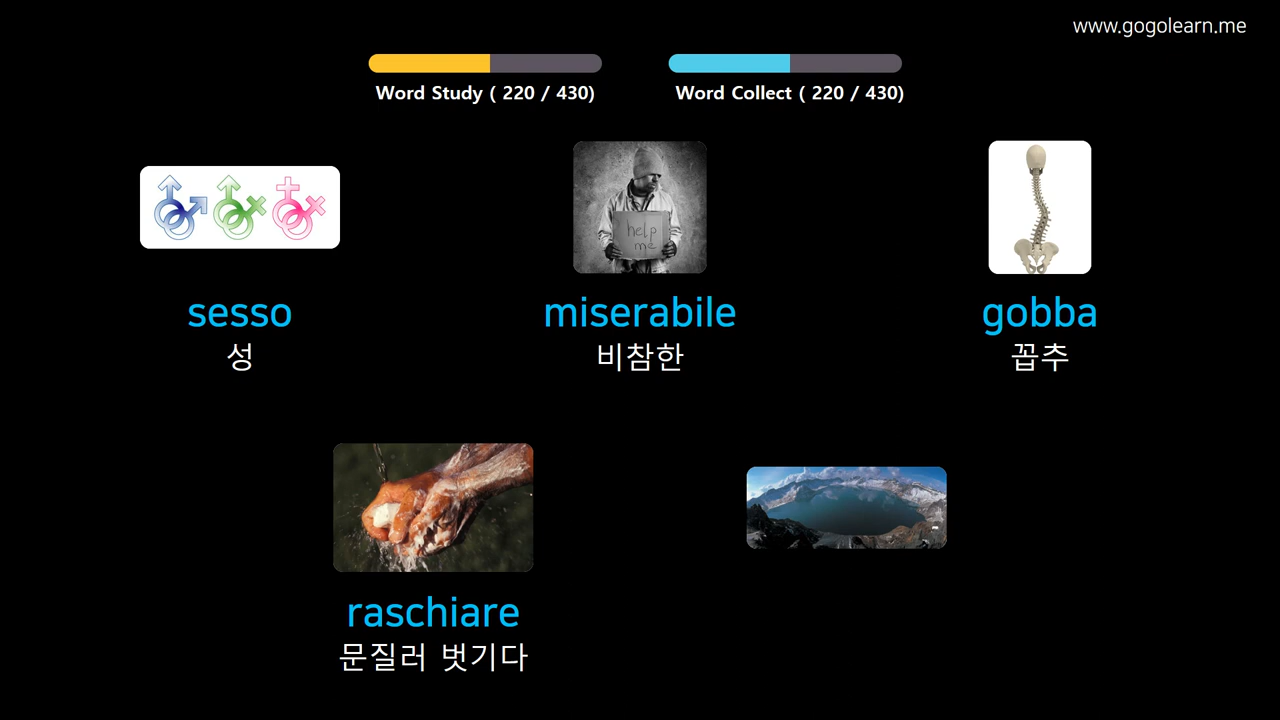 www.gogolearn.me
Word Study ( 220 / 430)
Word Collect ( 220 / 430)
help
me
sesso
성
miserabile
비참한
gobba
꼽추
raschiare
문질러 벗기다